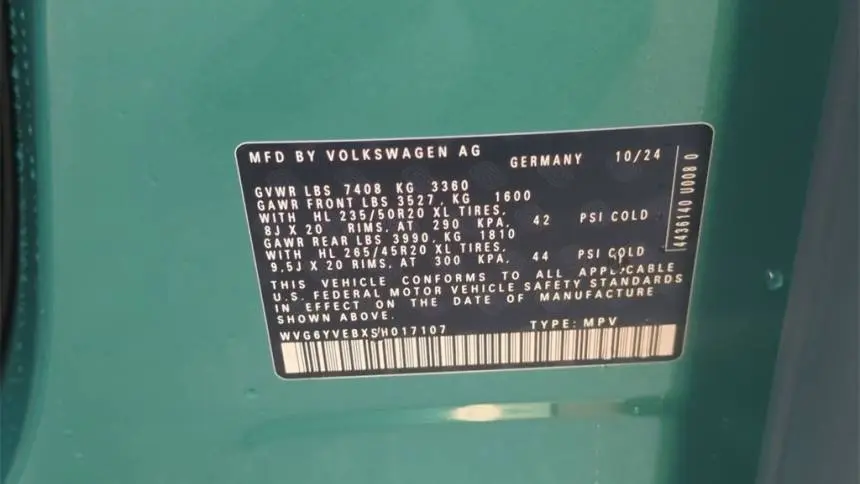 MFD BY VOLKSWAGEN AG GERMANY 10/24
GVWR LBS 7408 KG 3360
GAWR FRONT LBS 3527, KG 1600
WITH HL 235/50R20 XL TIRES,
8J X 20 RIMS, AT 290 KPA, 42 PSI COLD
GAWR REAR LBS 3990, KG 1810
WITH HL 265/45R20 XL TIRES,
9.5J X 20 RIMS, AT 300 KPA, 44 PSI COLD
THIS VEHICLE CONFORMS TO ALL APPLICABLE
U.S. FEDERAL MOTOR VEHICLE SAFETY STANDARDS
IN EFFECT ON THE DATE OF MANUFACTURE
SHOWN ABOVE.
WVG6YVEBXSH017107 TYPE: MPV
4436140 U008 0